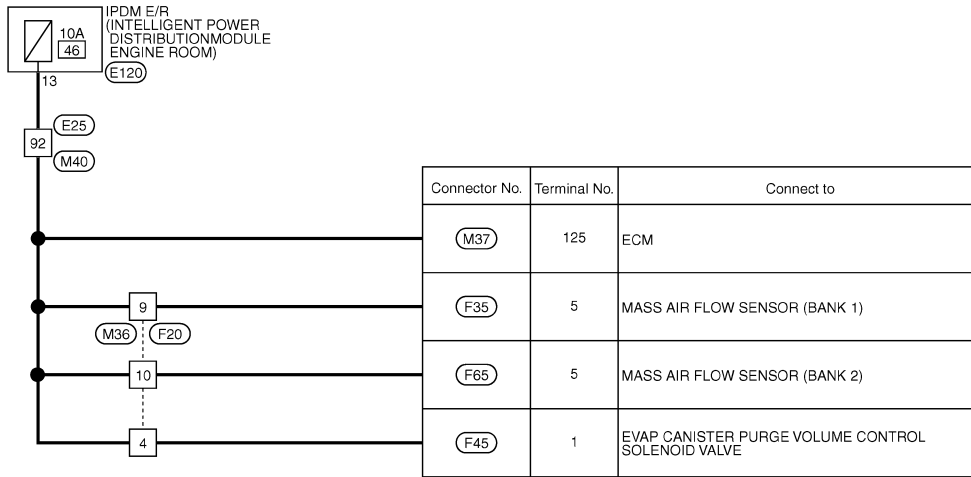 IPDM E/R
(INTELLIGENT POWER
DISTRIBUTIONMODULE
ENGINE ROOM)
10A
46
E120
13
E25
92
M40
Connector No. Terminal No. Connect to
M37 125 ECM
9 F35 5 MASS AIR FLOW SENSOR (BANK 1)
M36 F20
10 F65 5 MASS AIR FLOW SENSOR (BANK 2)
4 F45 1 EVAP CANISTER PURGE VOLUME CONTROL
SOLENOID VALVE